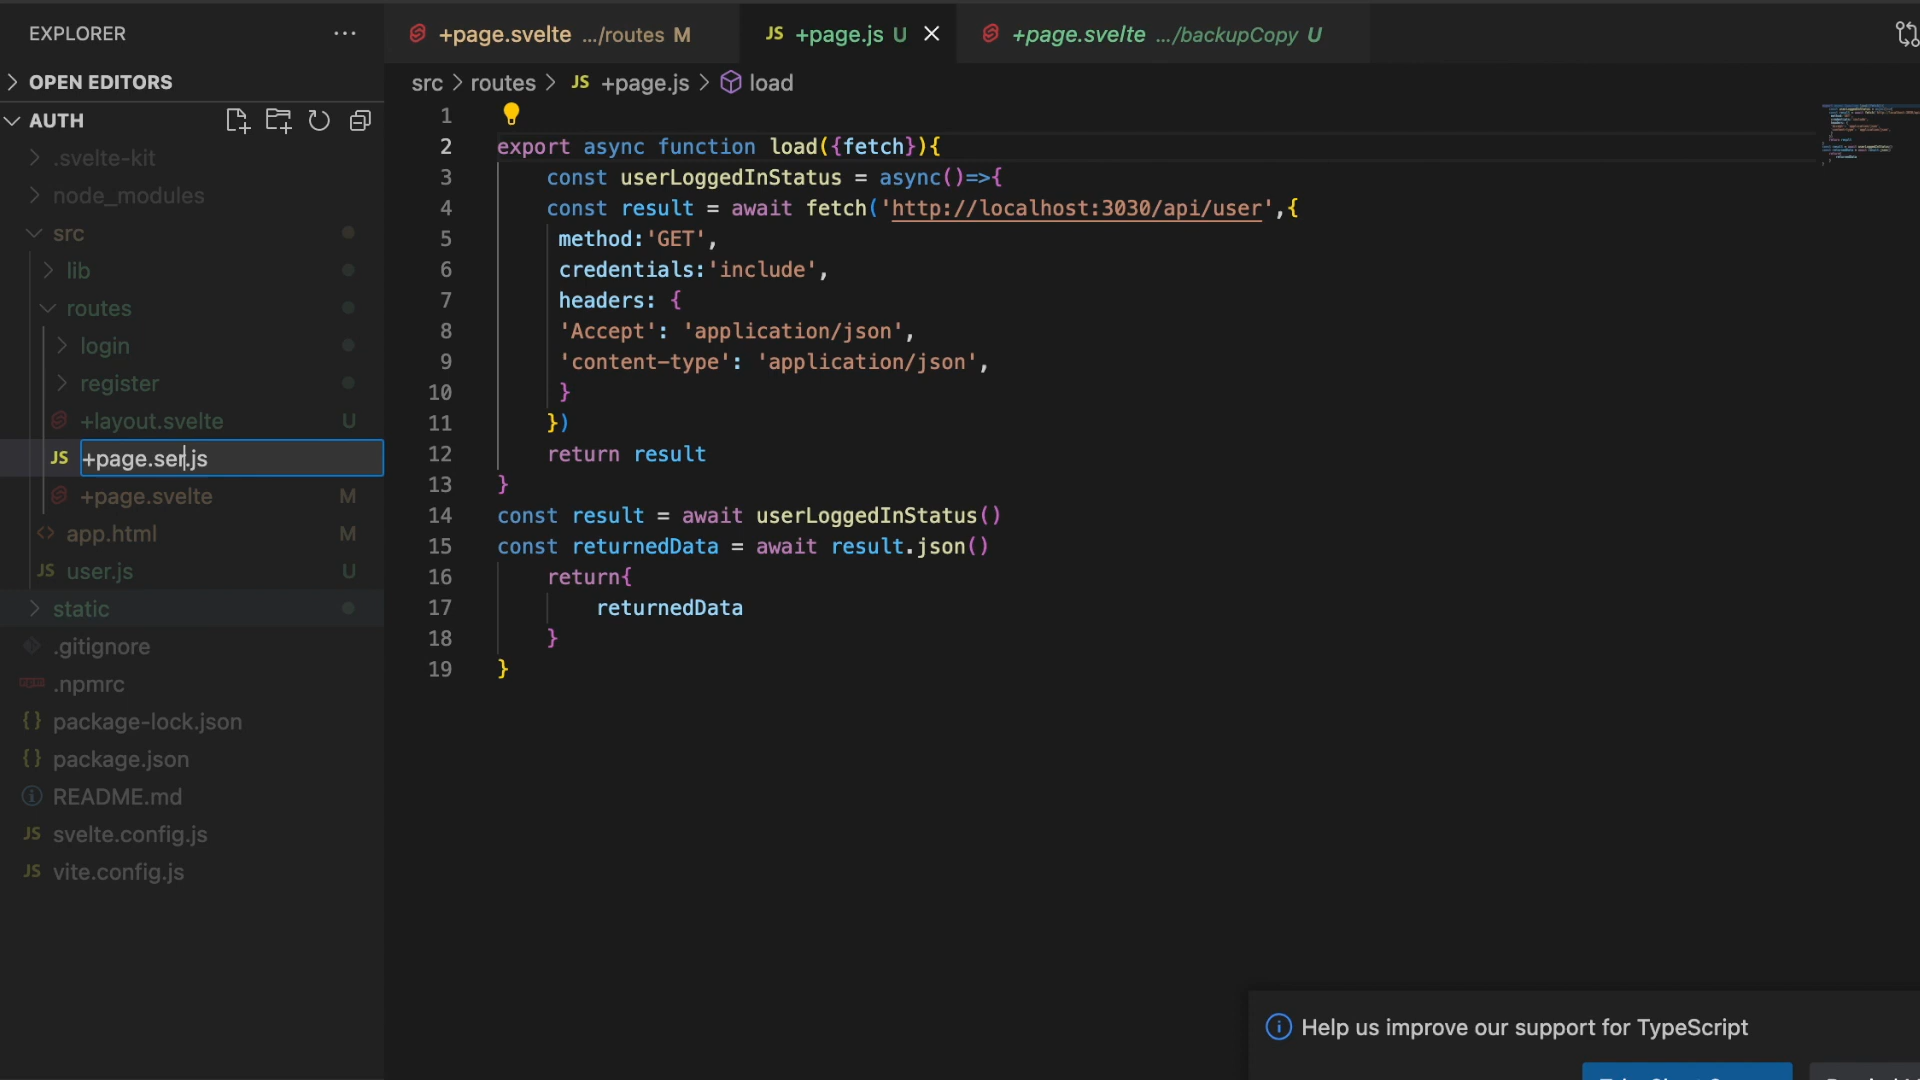 EXPLORER
OPEN EDITORS
AUTH
.svelte-kit
node_modules
src
lib
routes
login
register
+layout.svelte U
JS +page.ser.js
+page.svelte M
app.html M
JS user.js U
static
.gitignore
.npmrc
{} package-lock.json
{} package.json
README.md
JS svelte.config.js
JS vite.config.js
+page.svelte .../routes M
JS +page.js U
+page.svelte .../backupCopy U
src > routes > JS +page.js > load
1
2 export async function load({fetch}){
3 const userLoggedInStatus = async()=>{
4 const result = await fetch('http://localhost:3030/api/user',{
5 method:'GET',
6 credentials:'include',
7 headers: {
8 'Accept': 'application/json',
9 'content-type': 'application/json',
10 }
11 })
12 return result
13 }
14 const result = await userLoggedInStatus()
15 const returnedData = await result.json()
16 return{
17 returnedData
18 }
19 }
Help us improve our support for TypeScript